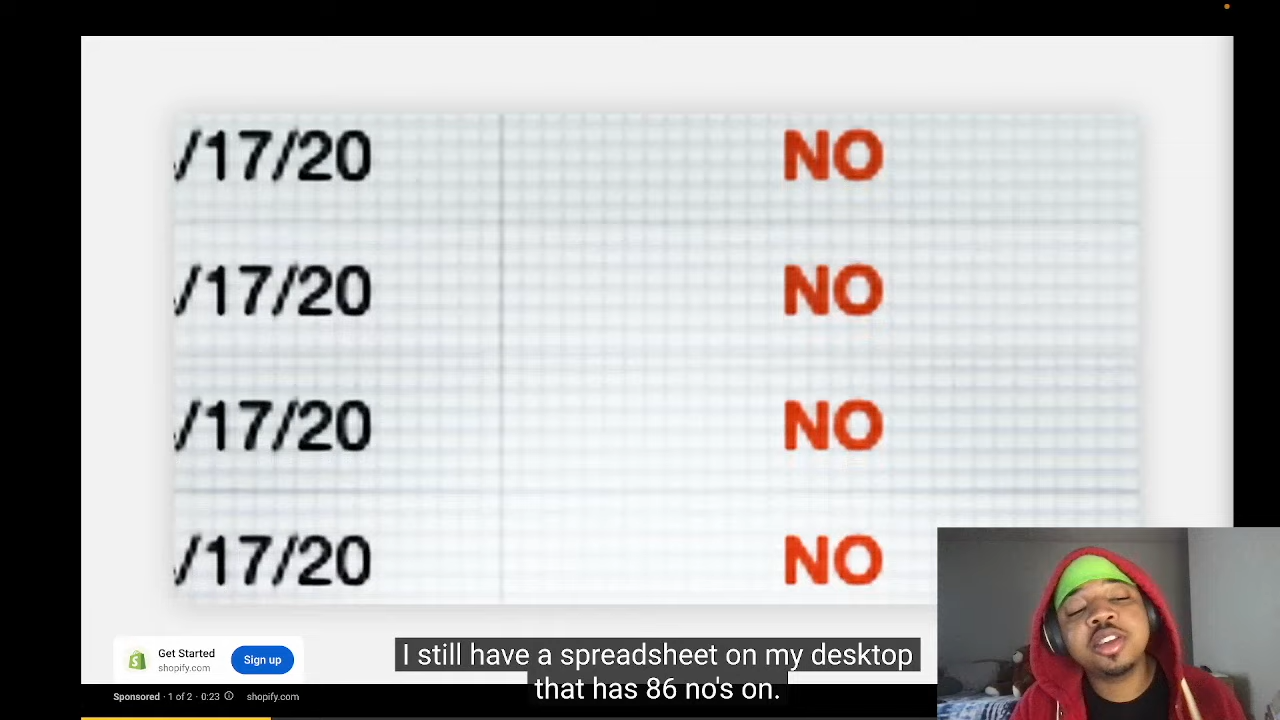 /17/20 NO
/17/20 NO
/17/20 NO
/17/20 NO
Get Started
shopify.com
Sign up
I still have a spreadsheet on my desktop
that has 86 no's on.
Sponsored · 1 of 2 · 0:23 shopify.com